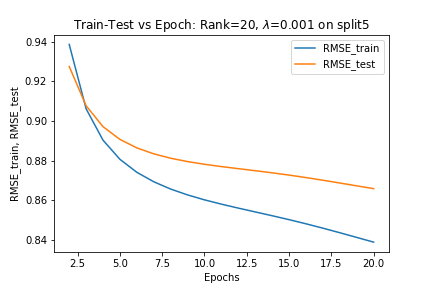 Train-Test vs Epoch: Rank=20, λ=0.001 on split5
RMSE_train
RMSE_test
RMSE_train, RMSE_test
0.94
0.92
0.90
0.88
0.86
0.84
2.5 5.0 7.5 10.0 12.5 15.0 17.5 20.0
Epochs